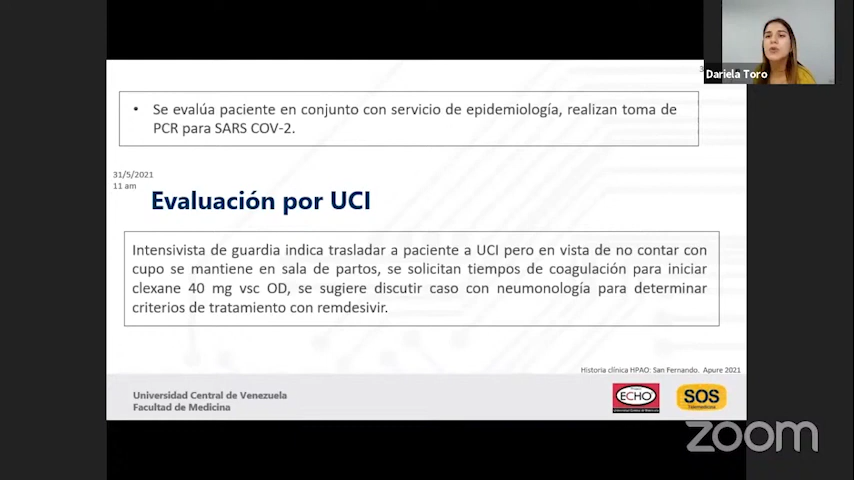 Dariela Toro
• Se evalúa paciente en conjunto con servicio de epidemiología, realizan toma de
PCR para SARS COV-2.
31/5/2021
11 am
Evaluación por UCI
Intensivista de guardia indica trasladar a paciente a UCI pero en vista de no contar con
cupo se mantiene en sala de partos, se solicitan tiempos de coagulación para iniciar
clexane 40 mg vsc OD, se sugiere discutir caso con neumonología para determinar
criterios de tratamiento con remdesivir.
Historia clínica HPAO: San Fernando. Apure 2021
Universidad Central de Venezuela
Facultad de Medicina
ECHO
SOS
Telemedicina
zoom